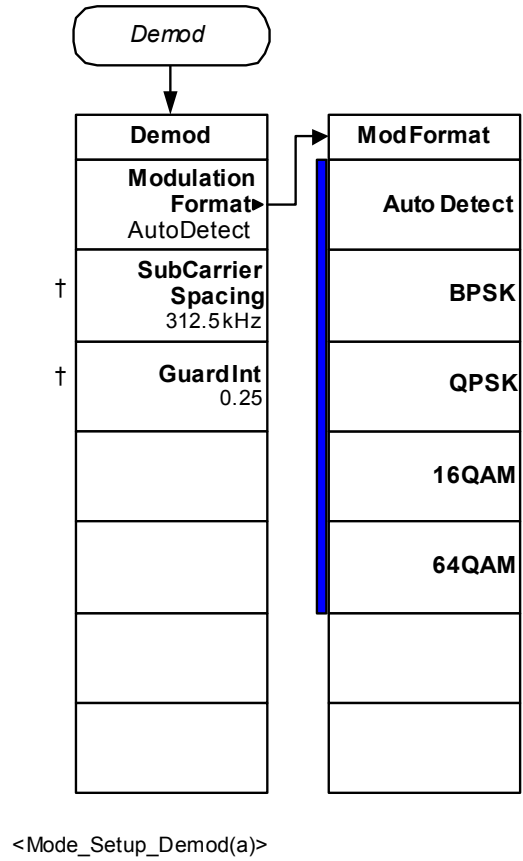 Demod
Demod
Modulation
Format
AutoDetect
† SubCarrier
Spacing
312.5kHz
† GuardInt
0.25
ModFormat
Auto Detect
BPSK
QPSK
16QAM
64QAM
<Mode_Setup_Demod(a)>